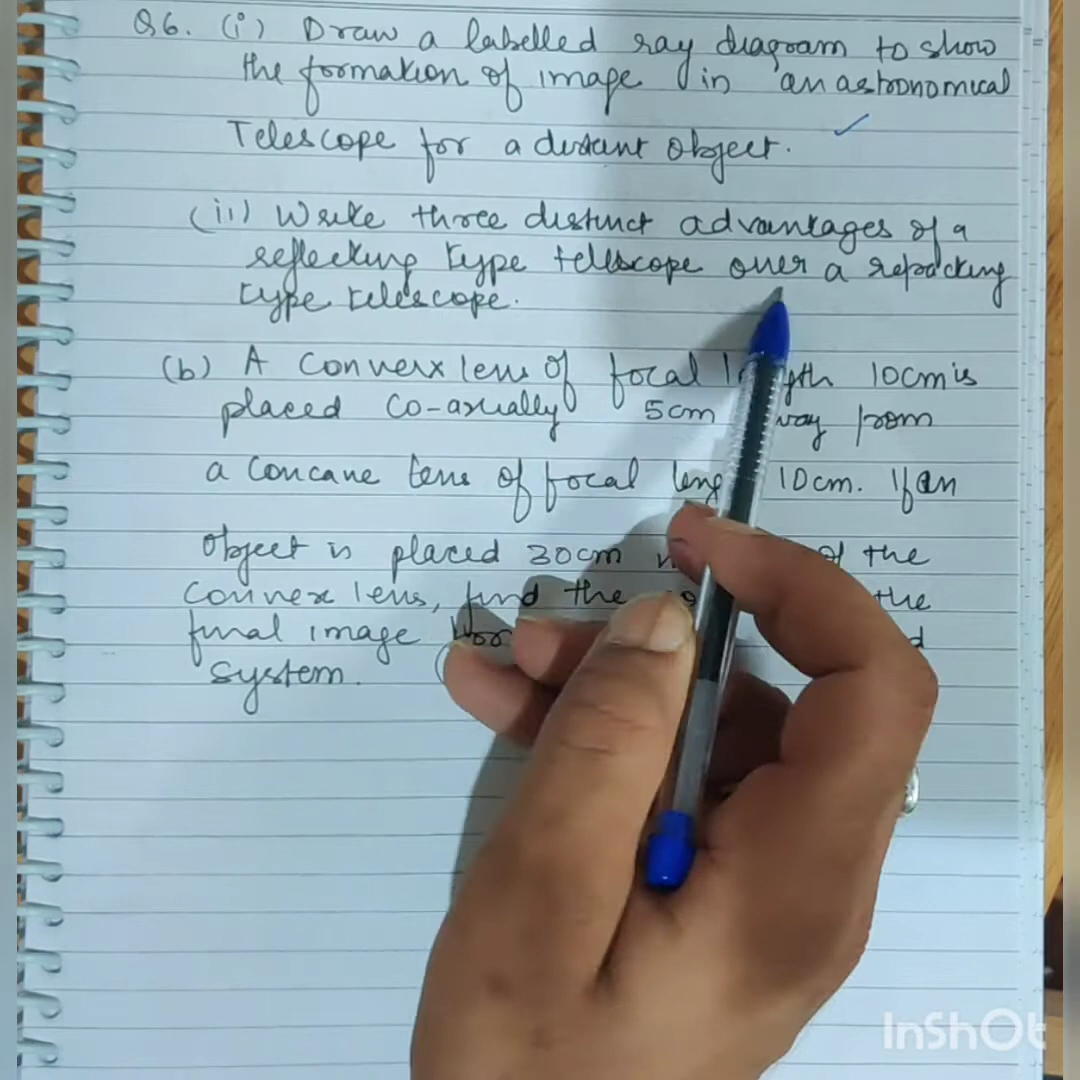 Q6. (i) Draw a labelled ray diagram to show
the formation of image in an astronomical
Telescope for a distant object.
(ii) Write three distinct advantages of a
reflecting type telescope over a refracting
type telescope.
(b) A Convex lens of focal length 10cm is
placed co-axially 5cm away from
a concave lens of focal leng 10cm. If an
object is placed 30cm of the
convex lens, find the the
final image
system.
InShOt